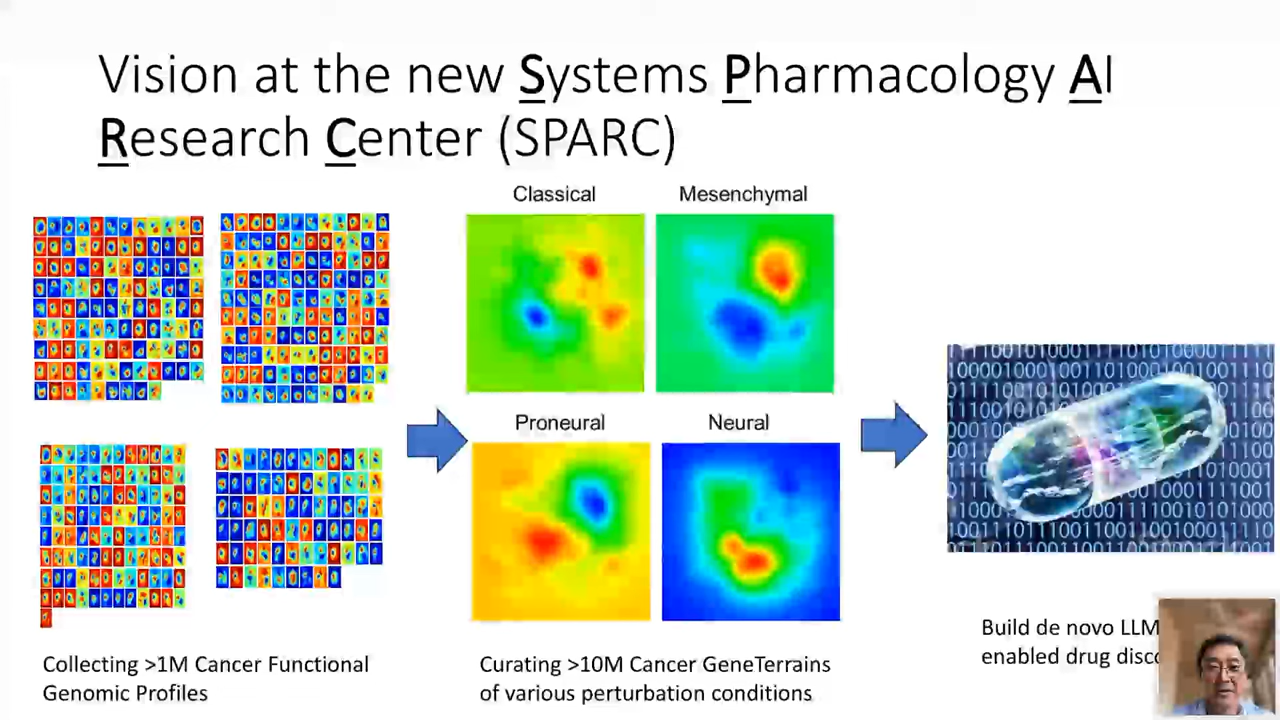 Vision at the new Systems Pharmacology AI
Research Center (SPARC)
Classical
Mesenchymal
Proneural
Neural
Collecting >1M Cancer Functional
Genomic Profiles
Curating >10M Cancer GeneTerrains
of various perturbation conditions
Build de novo LLM
enabled drug